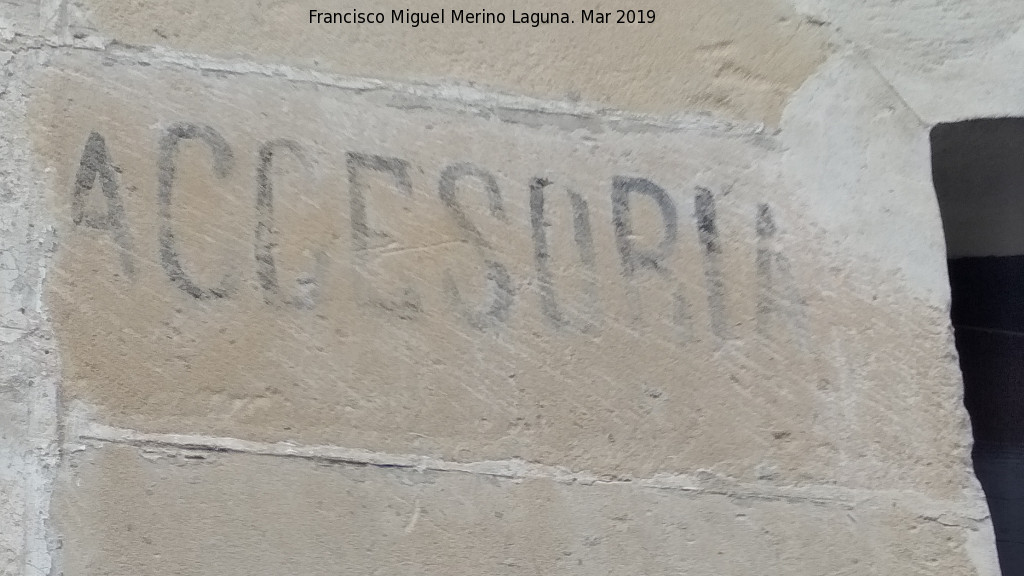 Francisco Miguel Merino Laguna. Mar 2019
ACCESORIA